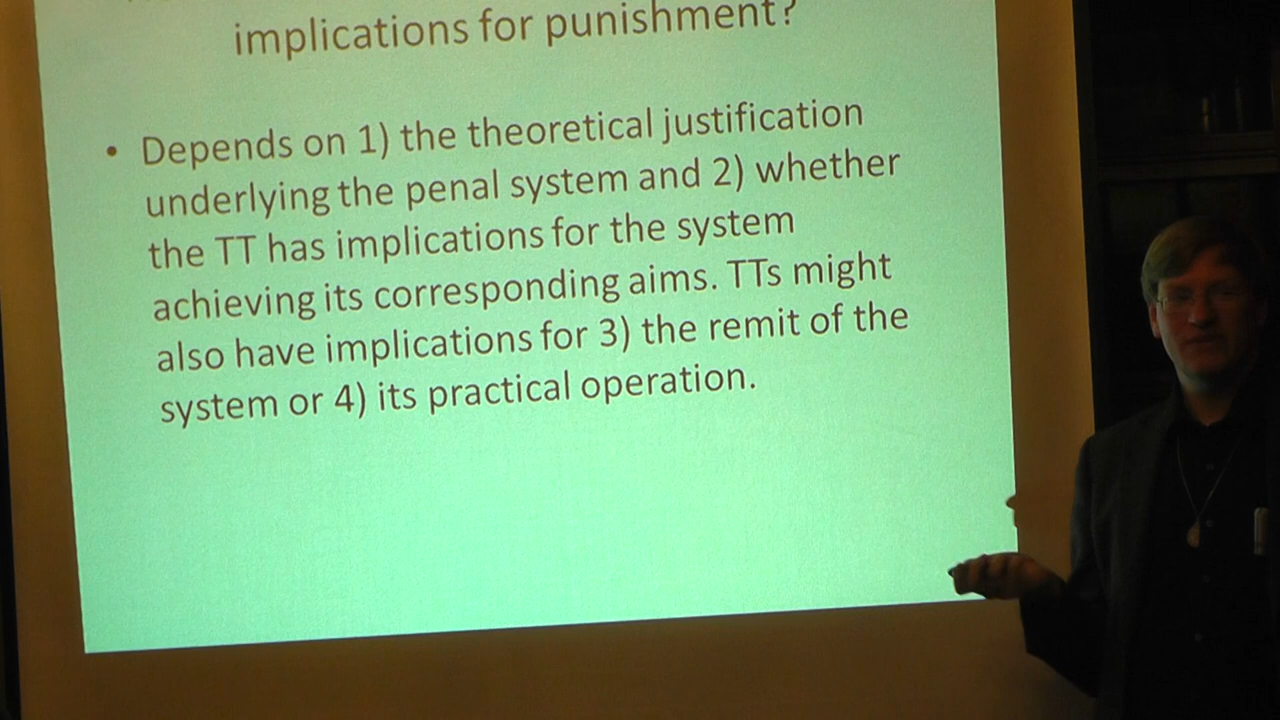 implications for punishment?
• Depends on 1) the theoretical justification
underlying the penal system and 2) whether
the TT has implications for the system
achieving its corresponding aims. TTs might
also have implications for 3) the remit of the
system or 4) its practical operation.